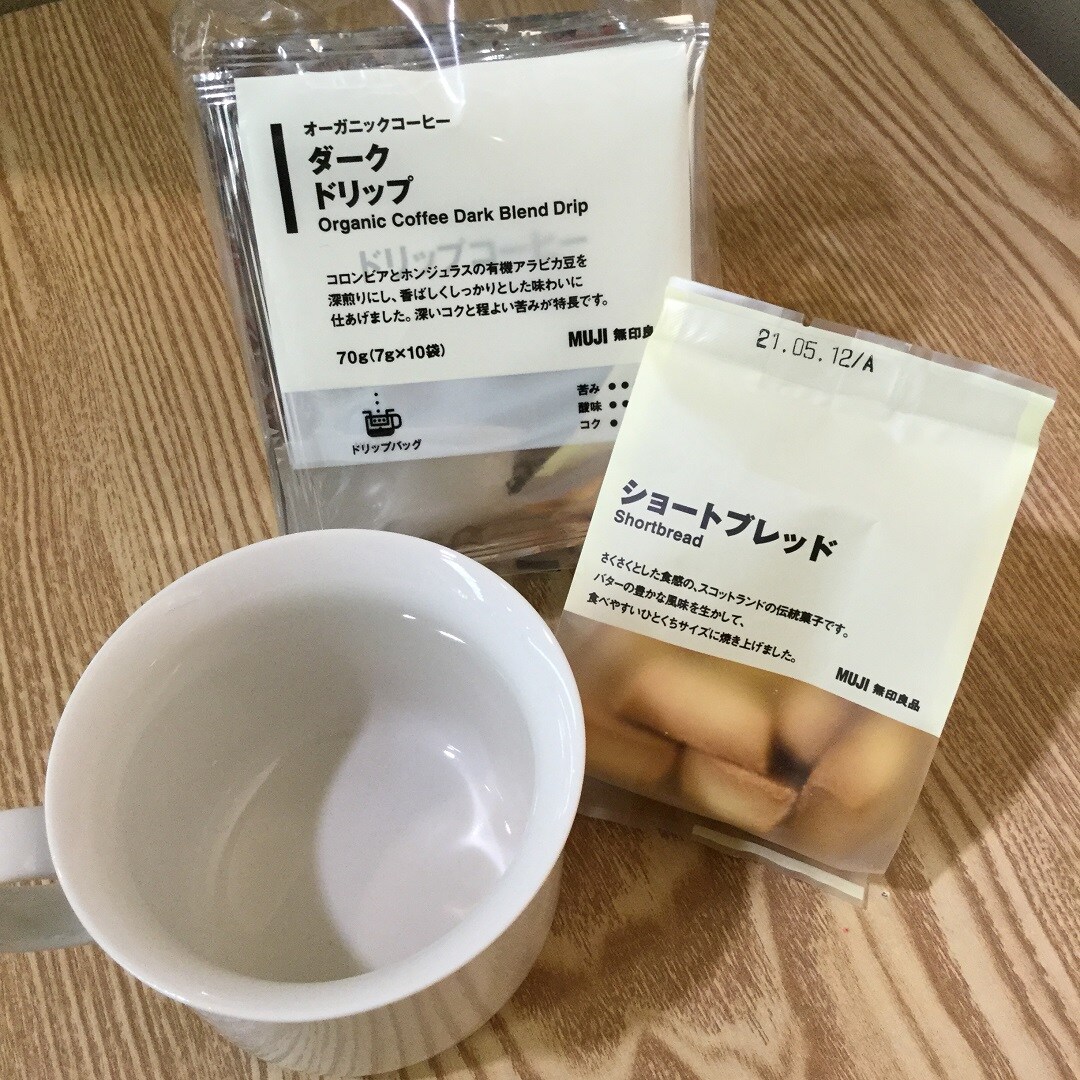 オーガニックコーヒー
ダーク
ドリップ
Organic Coffee Dark Blend Drip
ドリップコーヒー
コロンビアとホンジュラスの有機アラビカ豆を
深煎りにし、香ばしくしっかりとした味わいに
仕あげました。深いコクと程よい苦みが特長です。
70g(7g×10袋)
MUJI 無印良
苦み ●●
酸味 ●●
コク ●
ドリップバッグ
21.05.12/A
ショートブレッド
Shortbread
さくさくとした食感の、スコットランドの伝統菓子です。
バターの豊かな風味を生かして、
食べやすいひとくちサイズに焼き上げました。
MUJI 無印良品